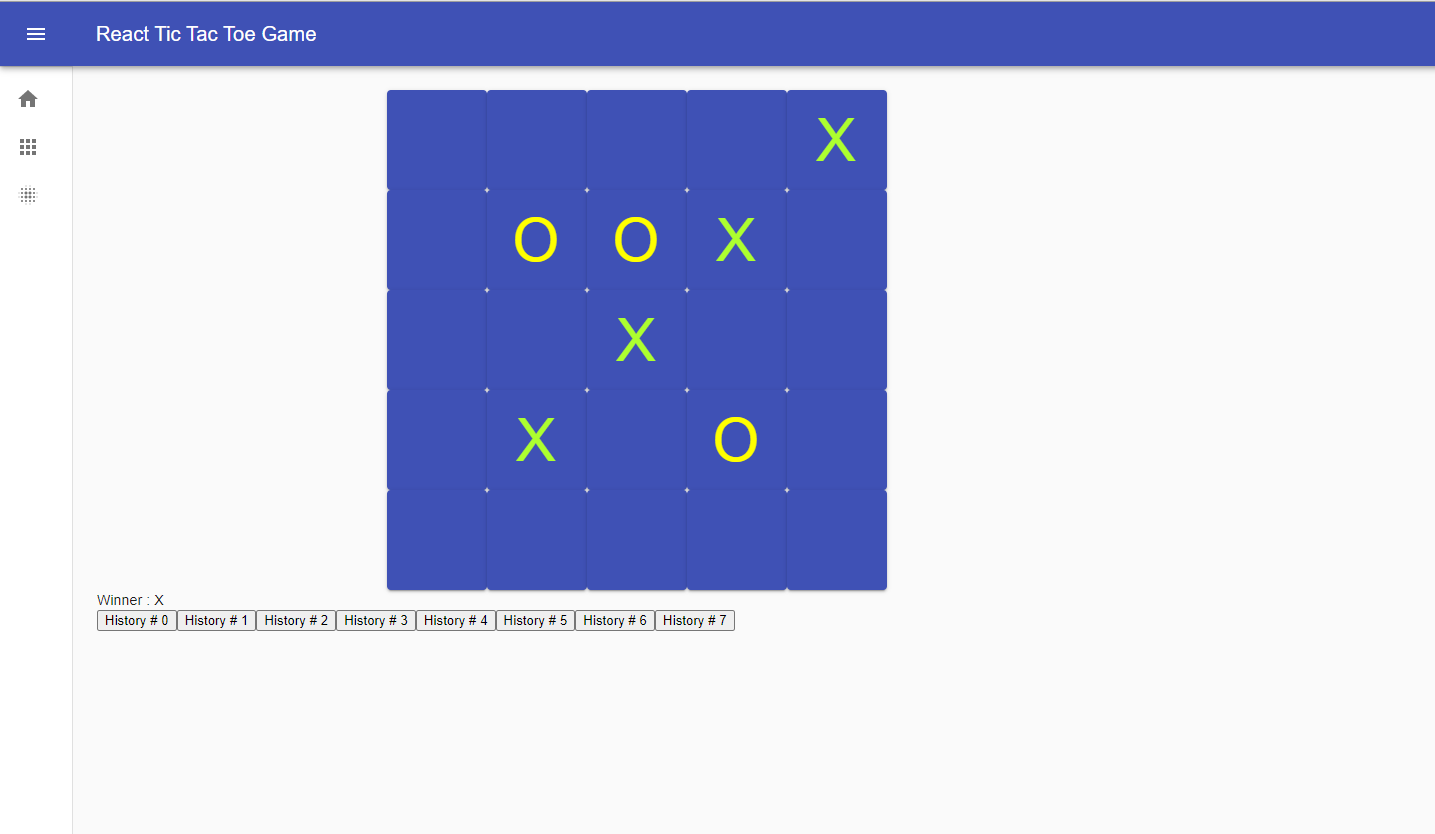 React Tic Tac Toe Game
X
O O X
X
X O
Winner : X
History # 0 History # 1 History # 2 History # 3 History # 4 History # 5 History # 6 History # 7